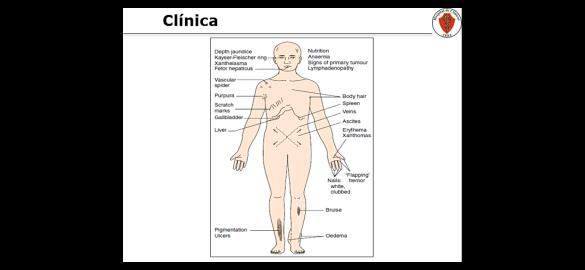 Clínica
Depth jaundice
Kayser-Fleischer ring
Xanthelasma
Fetor hepaticus
Nutrition
Anaemia
Signs of primary tumour
Lymphadenopathy
Vascular
spider
Purpura
Scratch
marks
Gallbladder
Liver
Body hair
Spleen
Veins
Ascites
Erythema
Xanthomas
'Flapping'
tremor
Nails:
white,
clubbed
Bruise
Pigmentation
Ulcers
Oedema